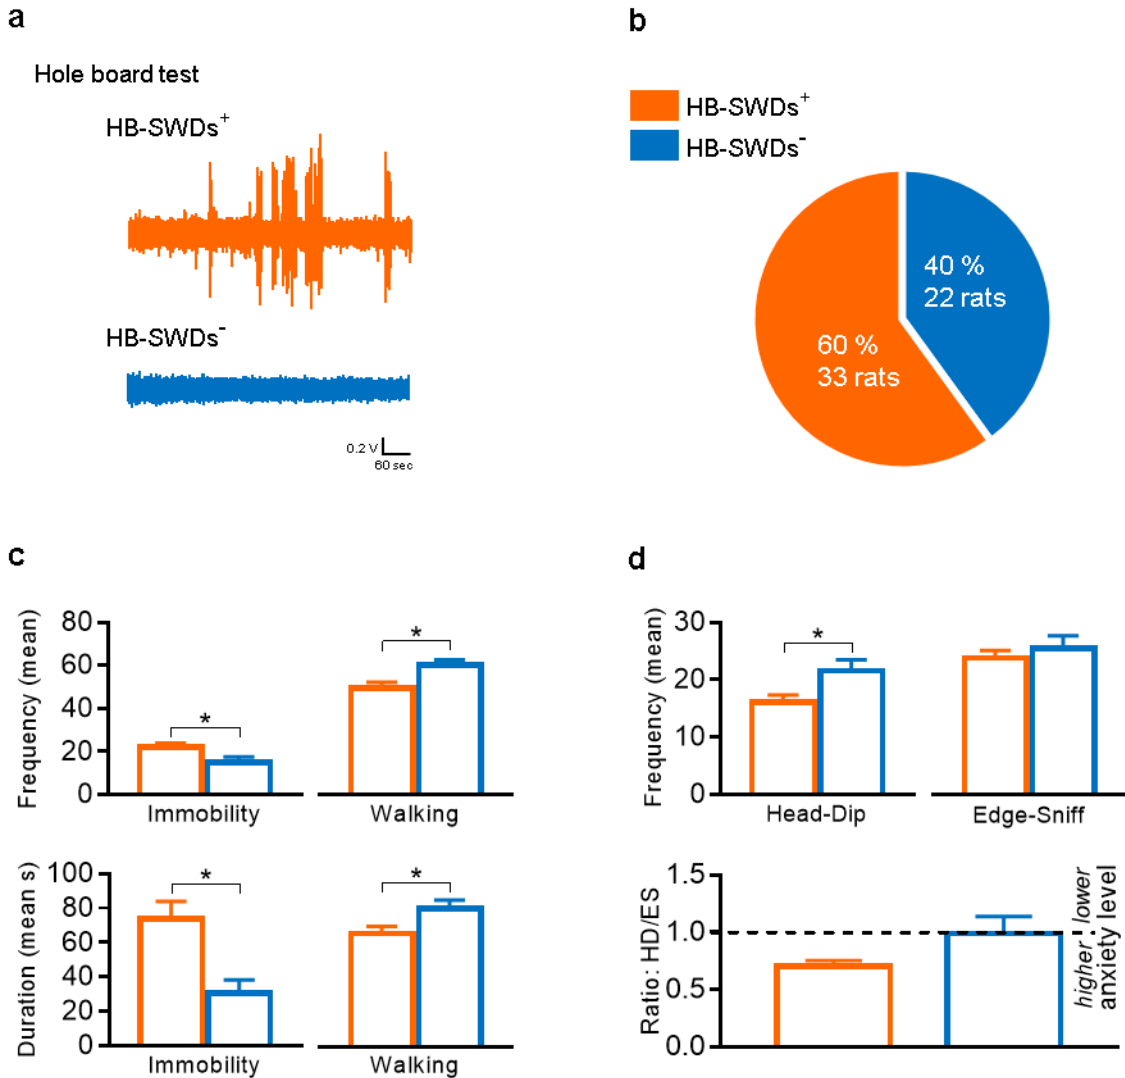 a
Hole board test
HB-SWDs⁺
HB-SWDs⁻
0.2 V
60 sec
b
HB-SWDs⁺
HB-SWDs⁻
40 %
22 rats
60 %
33 rats
c
Frequency (mean)
80
60
40
20
0
*
*
Immobility
Walking
Duration (mean s)
100
80
60
40
20
0
*
*
Immobility
Walking
d
Frequency (mean)
30
20
10
0
*
Head-Dip
Edge-Sniff
Ratio: HD/ES
1.5
1.0
0.5
0.0
higher lower
anxiety level